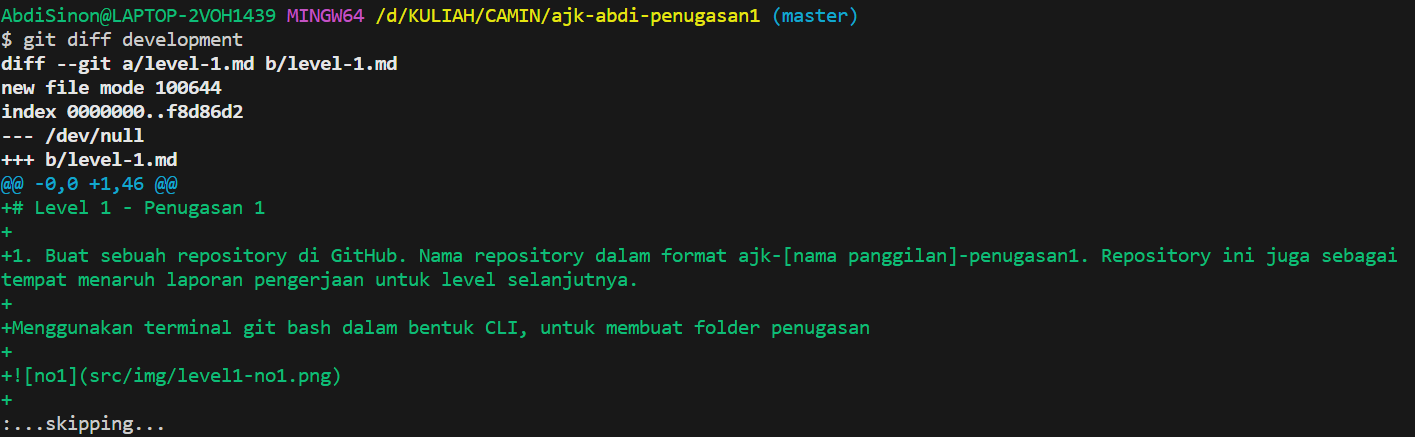 AbdiSinon@LAPTOP-2VOH1439 MINGW64 /d/KULIAH/CAMIN/ajk-abdi-penugasan1 (master)
$ git diff development
diff --git a/level-1.md b/level-1.md
new file mode 100644
index 0000000..f8d86d2
--- /dev/null
+++ b/level-1.md
@@ -0,0 +1,46 @@
+# Level 1 - Penugasan 1
+
+1. Buat sebuah repository di GitHub. Nama repository dalam format ajk-[nama panggilan]-penugasan1. Repository ini juga sebagai
tempat menaruh laporan pengerjaan untuk level selanjutnya.
+
+Menggunakan terminal git bash dalam bentuk CLI, untuk membuat folder penugasan
+
+![no1](src/img/level1-no1.png)
+
:...skipping...